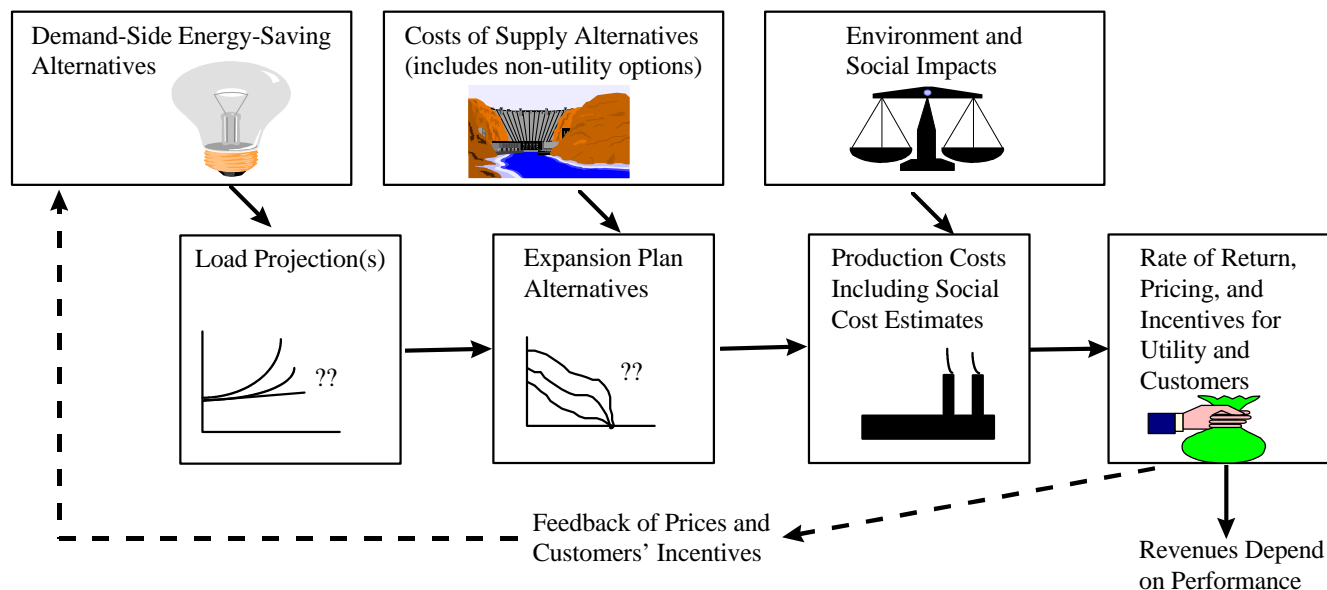 Demand-Side Energy-Saving
Alternatives
Costs of Supply Alternatives
(includes non-utility options)
Environment and
Social Impacts
Load Projection(s)
??
Expansion Plan
Alternatives
??
Production Costs
Including Social
Cost Estimates
Rate of Return,
Pricing, and
Incentives for
Utility and
Customers
Feedback of Prices and
Customers’ Incentives
Revenues Depend
on Performance